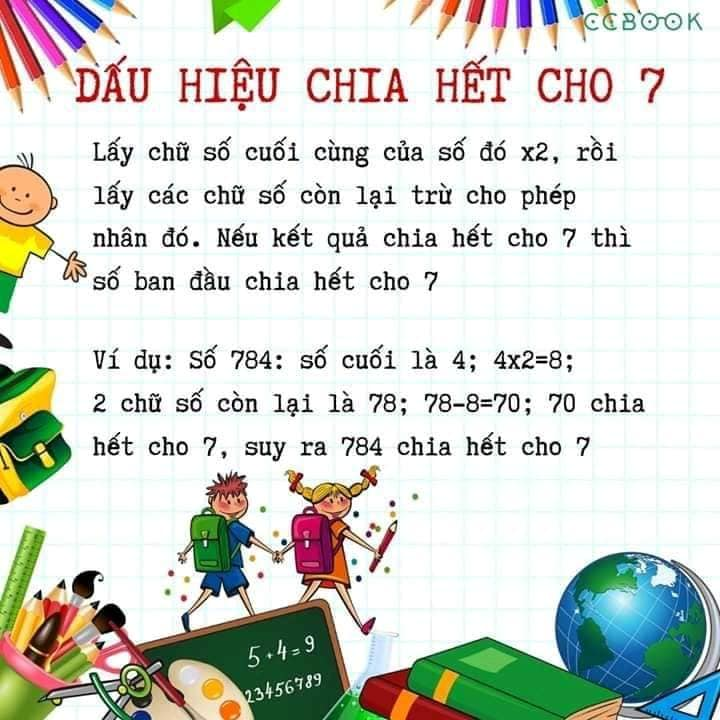 CCBOOK
DẤU HIỆU CHIA HẾT CHO 7
Lấy chữ số cuối cùng của số đó x2, rồi
lấy các chữ số còn lại trừ cho phép
nhân đó. Nếu kết quả chia hết cho 7 thì
số ban đầu chia hết cho 7
Ví dụ: Số 784: số cuối là 4; 4x2=8;
2 chữ số còn lại là 78; 78-8=70; 70 chia
hết cho 7, suy ra 784 chia hết cho 7
5+4=9
123456789